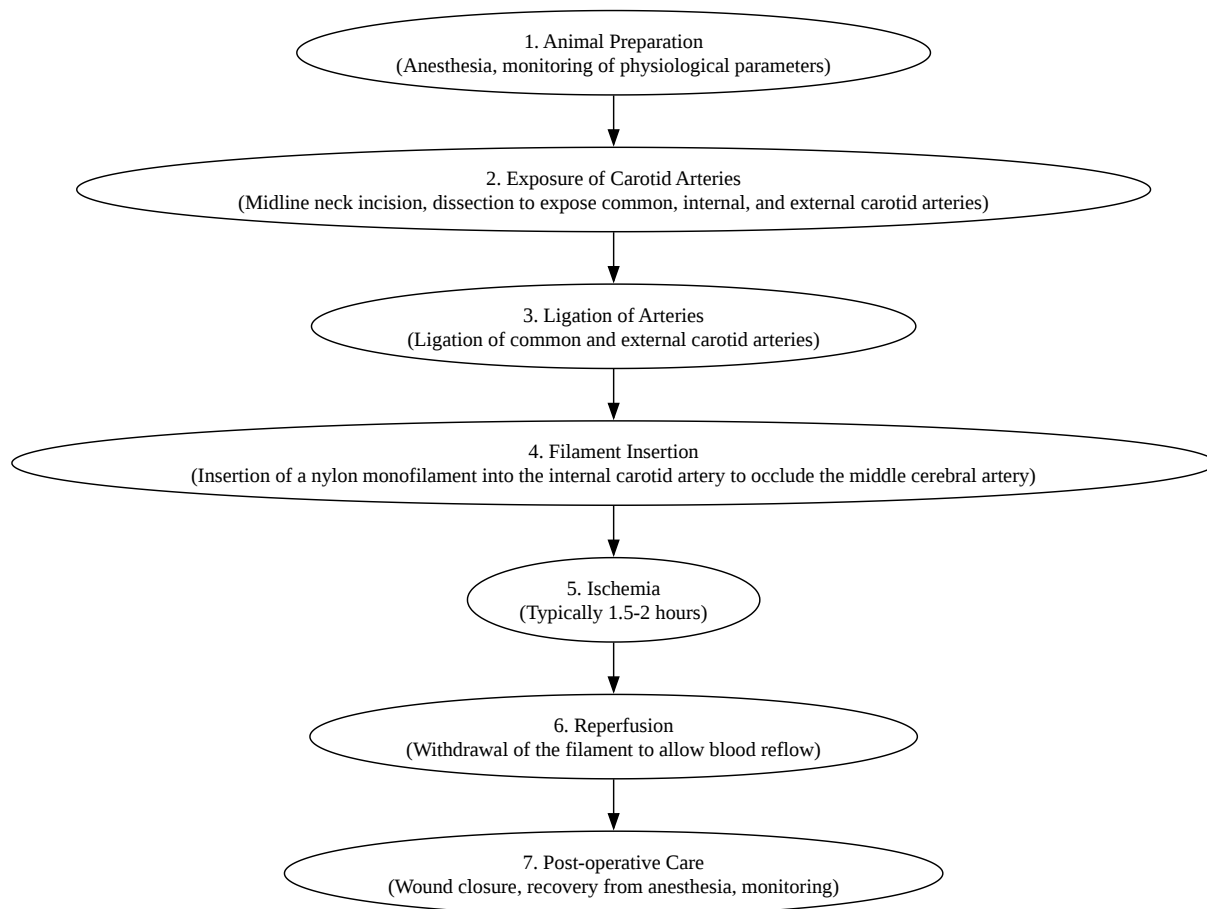 1. Animal Preparation
(Anesthesia, monitoring of physiological parameters)
2. Exposure of Carotid Arteries
(Midline neck incision, dissection to expose common, internal, and external carotid arteries)
3. Ligation of Arteries
(Ligation of common and external carotid arteries)
4. Filament Insertion
(Insertion of a nylon monofilament into the internal carotid artery to occlude the middle cerebral artery)
5. Ischemia
(Typically 1.5-2 hours)
6. Reperfusion
(Withdrawal of the filament to allow blood reflow)
7. Post-operative Care
(Wound closure, recovery from anesthesia, monitoring)